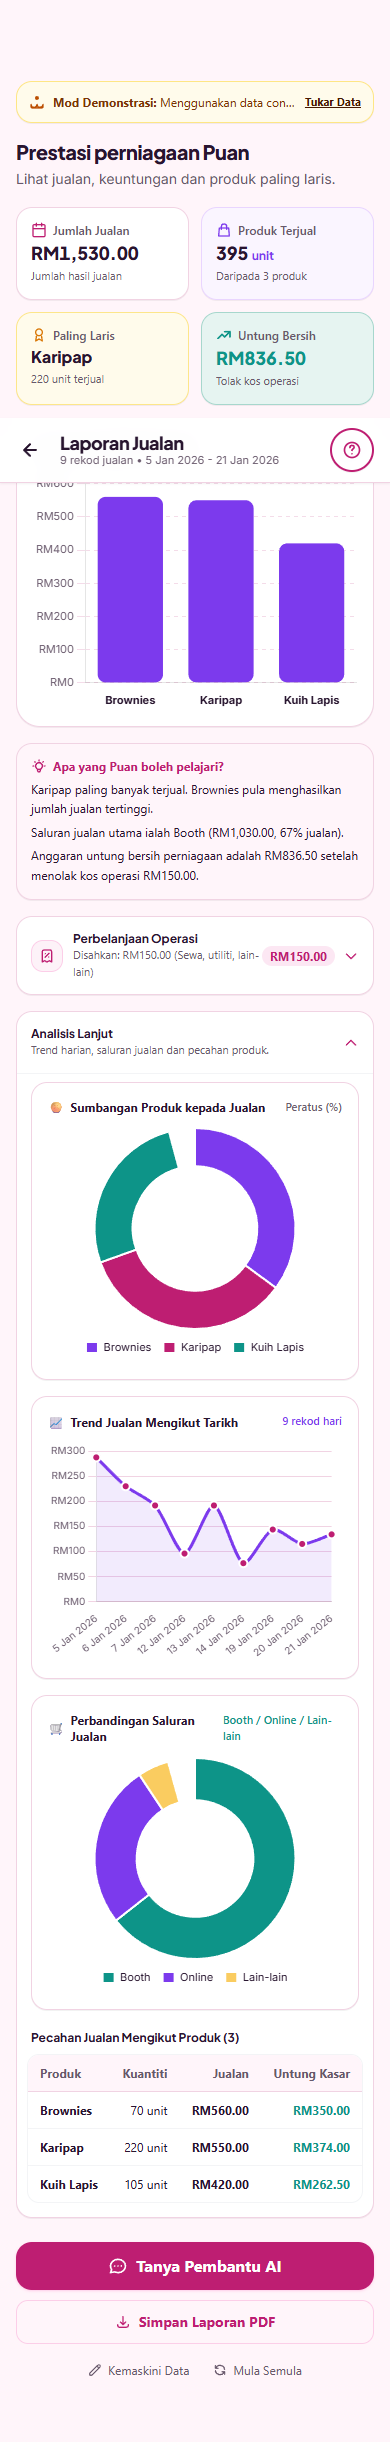 Mod Demonstrasi: Menggunakan data con... Tukar Data
Prestasi perniagaan Puan
Lihat jualan, keuntungan dan produk paling laris.
Jumlah Jualan
RM1,530.00
Jumlah hasil jualan
Produk Terjual
395 unit
Daripada 3 produk
Paling Laris
Karipap
220 unit terjual
Untung Bersih
RM836.50
Tolak kos operasi
Laporan Jualan
9 rekod jualan • 5 Jan 2026 - 21 Jan 2026
RM600
RM500
RM400
RM300
RM200
RM100
RM0
Brownies Karipap Kuih Lapis
Apa yang Puan boleh pelajari?
Karipap paling banyak terjual. Brownies pula menghasilkan
jumlah jualan tertinggi.
Saluran jualan utama ialah Booth (RM1,030.00, 67% jualan).
Anggaran untung bersih perniagaan adalah RM836.50 setelah
menolak kos operasi RM150.00.
Perbelanjaan Operasi
Disahkan: RM150.00 (Sewa, utiliti, lain-
lain)
RM150.00
Analisis Lanjut
Trend harian, saluran jualan dan pecahan produk.
Sumbangan Produk kepada Jualan Peratus (%)
Brownies Karipap Kuih Lapis
Trend Jualan Mengikut Tarikh 9 rekod hari
RM300
RM250
RM200
RM150
RM100
RM50
RM0
5 Jan 2026 6 Jan 2026 7 Jan 2026 12 Jan 2026 13 Jan 2026 14 Jan 2026 19 Jan 2026 20 Jan 2026 21 Jan 2026
Perbandingan Saluran
Jualan
Booth / Online / Lain-
lain
Booth Online Lain-lain
Pecahan Jualan Mengikut Produk (3)
Produk Kuantiti Jualan Untung Kasar
Brownies 70 unit RM560.00 RM350.00
Karipap 220 unit RM550.00 RM374.00
Kuih Lapis 105 unit RM420.00 RM262.50
Tanya Pembantu AI
Simpan Laporan PDF
Kemaskini Data Mula Semula